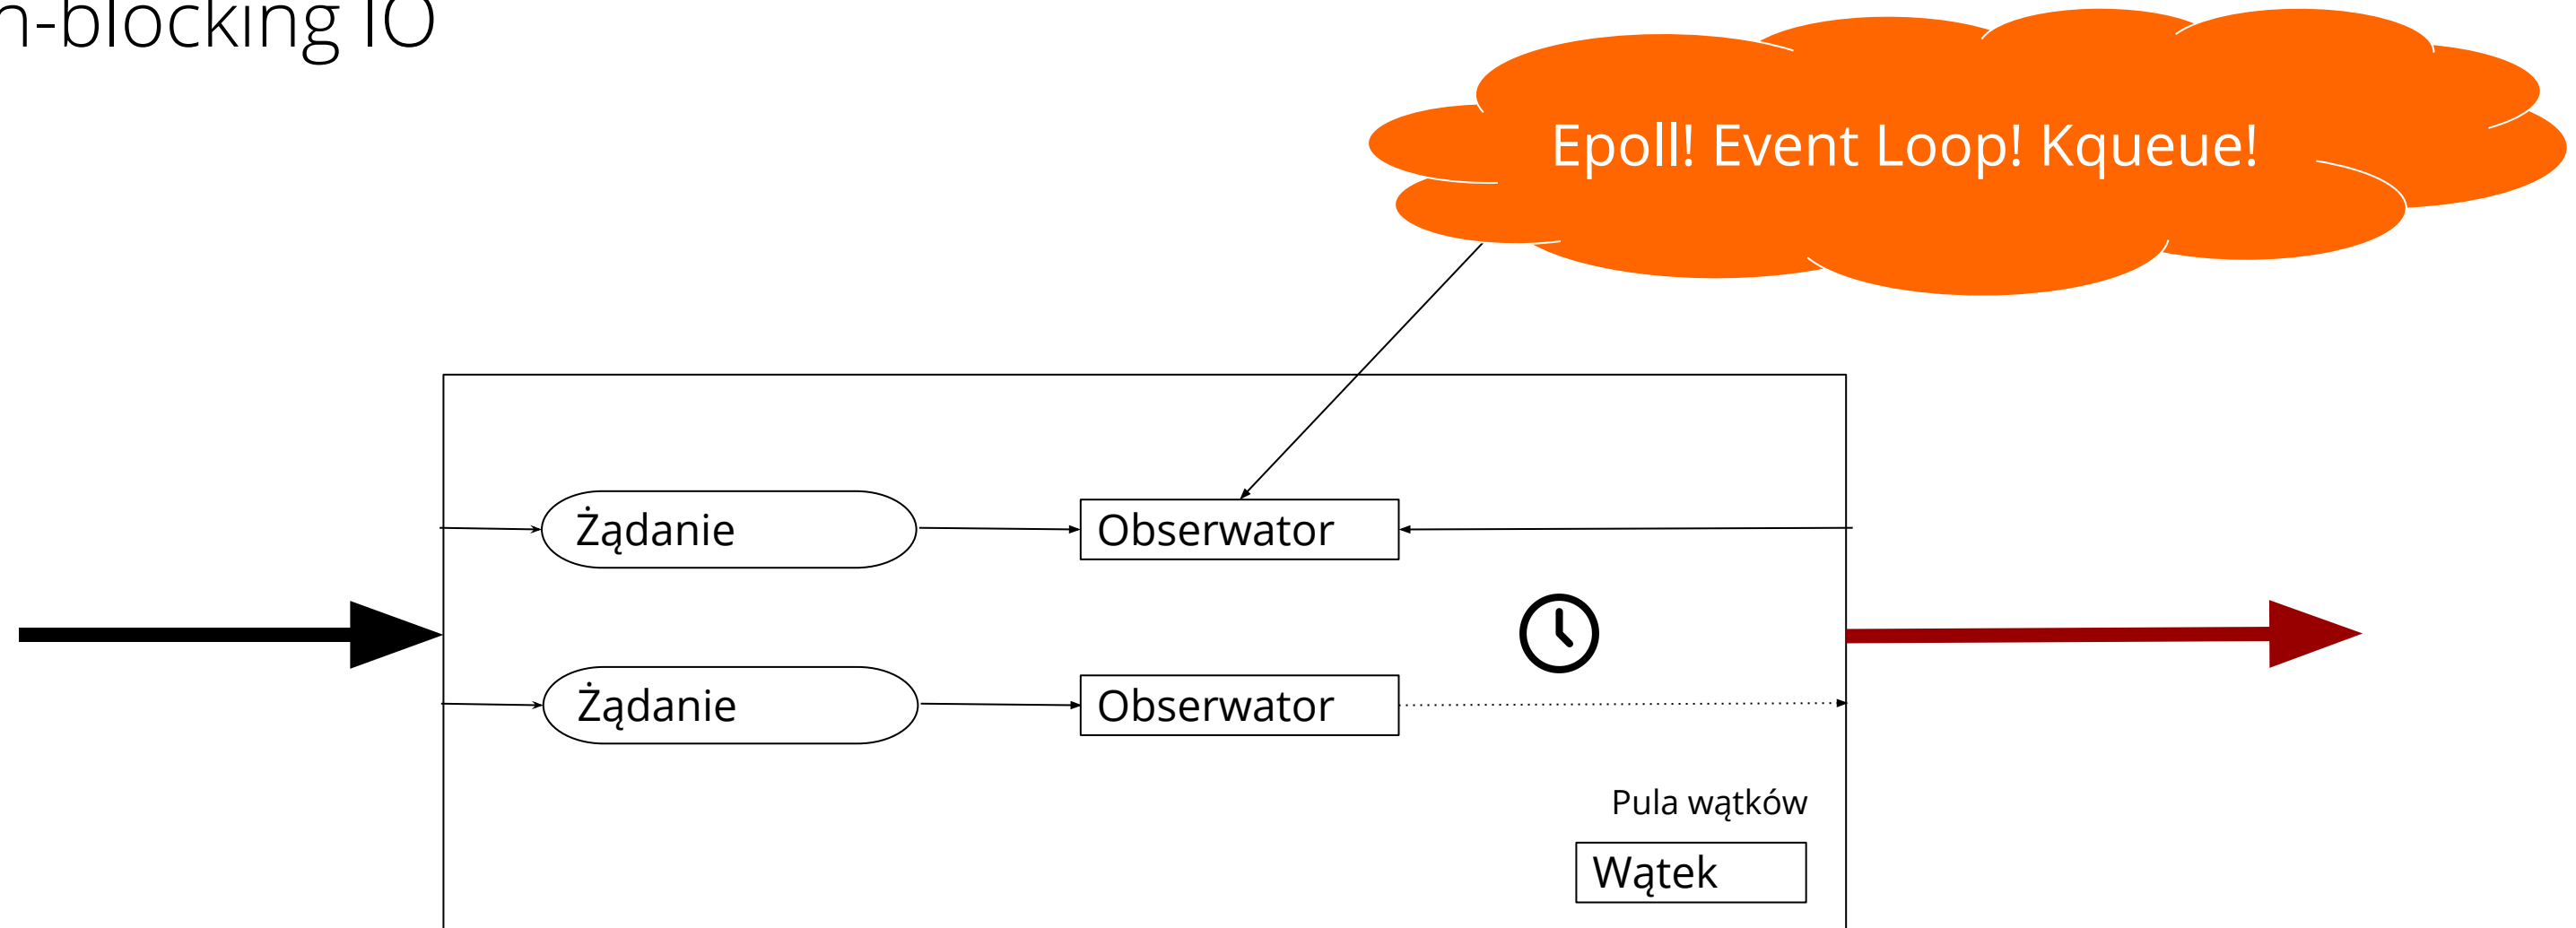 n-blocking IO
Epoll! Event Loop! Kqueue!
Żądanie
Obserwator
Żądanie
Obserwator
Pula wątków
Wątek